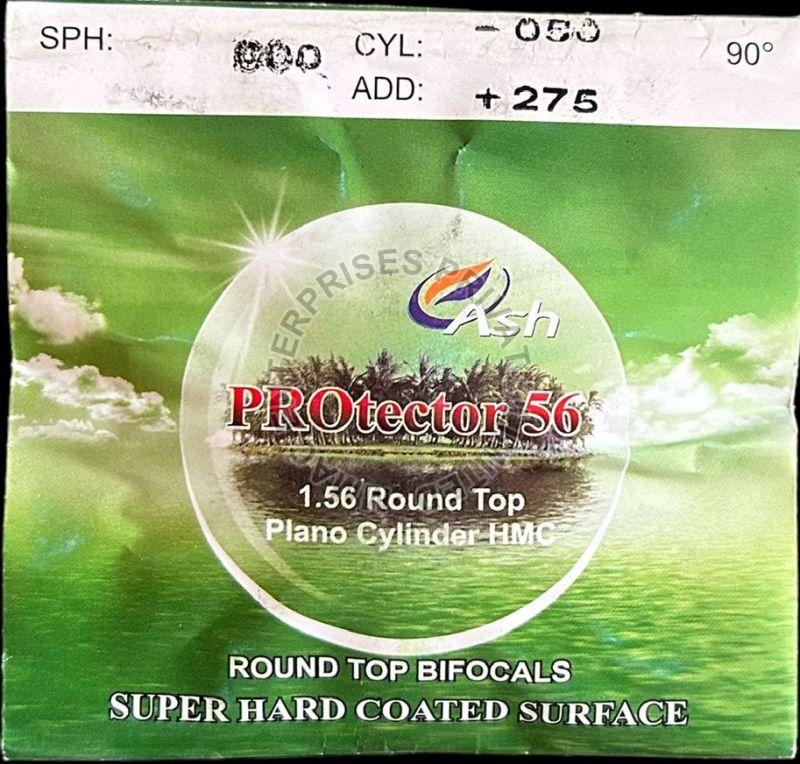 SPH: 000 CYL: - 050 90°
ADD: + 275
Ash
PROtector 56
1.56 Round Top
Plano Cylinder HMC
ROUND TOP BIFOCALS
SUPER HARD COATED SURFACE